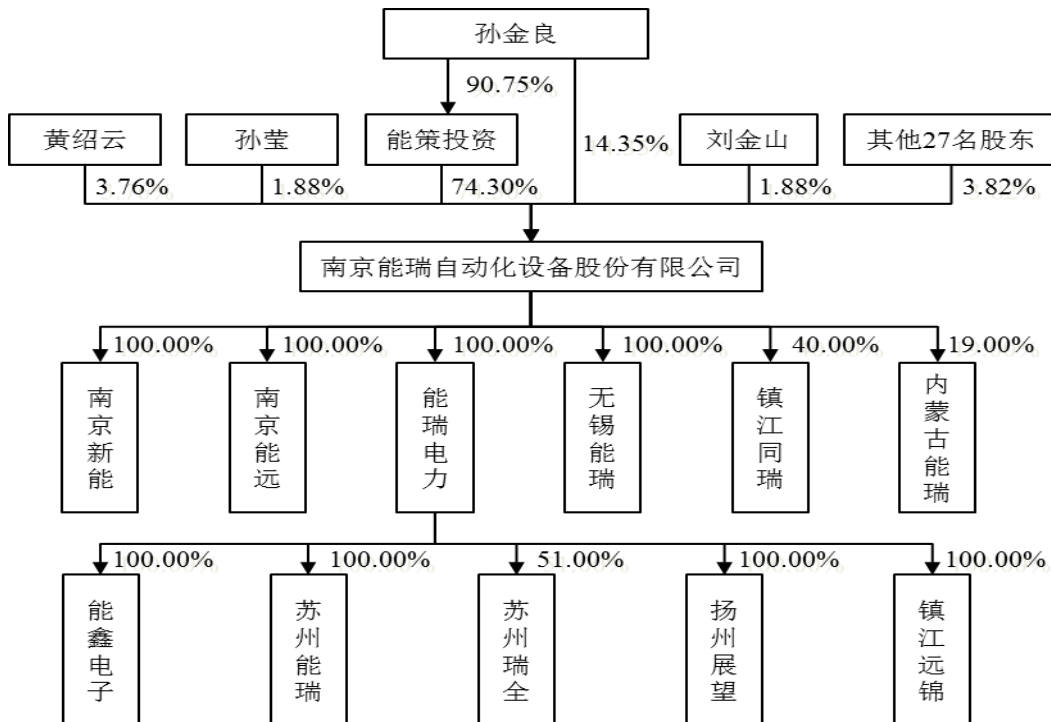 孙金良
90.75%
黄绍云
孙莹
能策投资
14.35%
刘金山
其他27名股东
3.76%
1.88%
74.30%
1.88%
3.82%
南京能瑞自动化设备股份有限公司
100.00%
100.00%
100.00%
100.00%
40.00%
19.00%
南京新能
南京能远
能瑞电力
无锡能瑞
镇江同瑞
内蒙古能瑞
100.00%
100.00%
51.00%
100.00%
100.00%
能鑫电子
苏州能瑞
苏州瑞全
扬州展望
镇江远锦